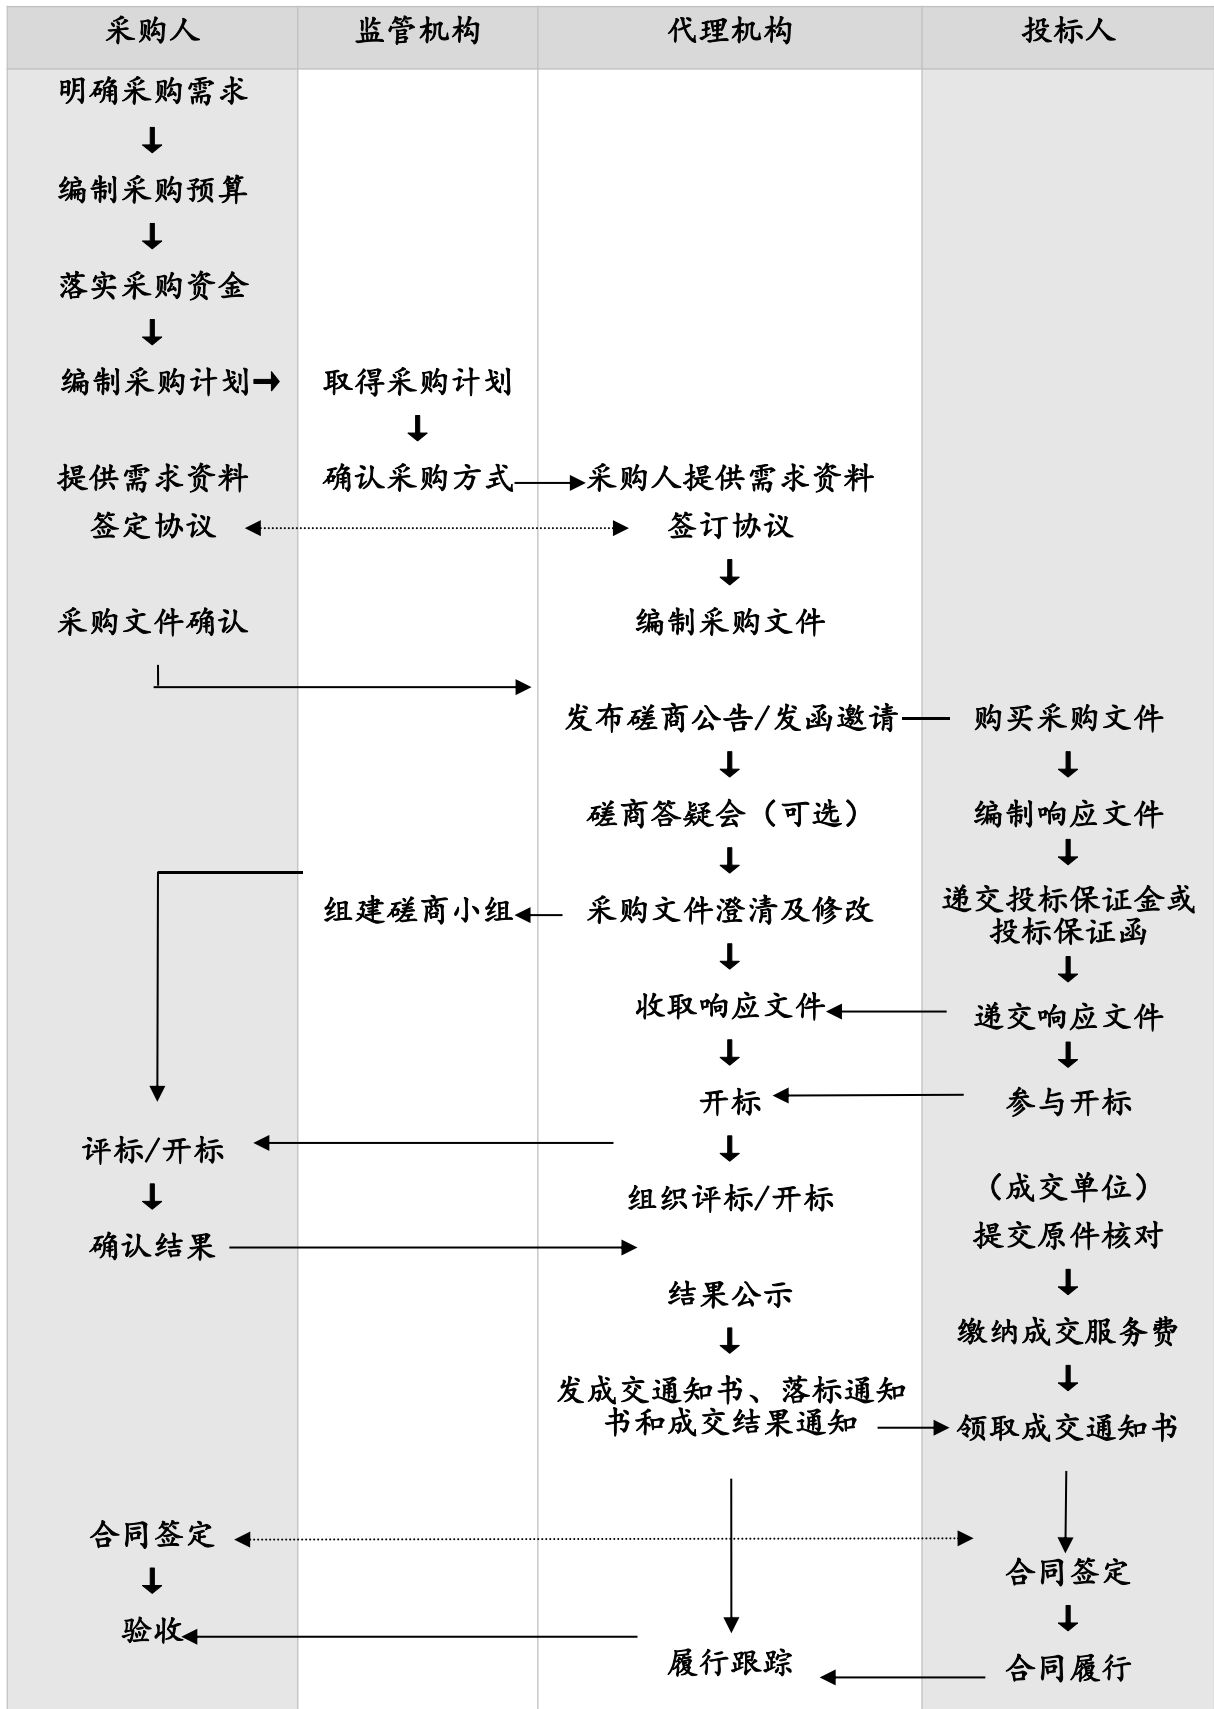 采购人 监管机构 代理机构 投标人
明确采购需求
编制采购预算
落实采购资金
编制采购计划 取得采购计划
提供需求资料 确认采购方式 采购人提供需求资料
签定协议 签订协议
采购文件确认 编制采购文件
发布磋商公告/发函邀请 购买采购文件
磋商答疑会（可选） 编制响应文件
组建磋商小组 采购文件澄清及修改 递交投标保证金或
投标保证函
收取响应文件 递交响应文件
开标 参与开标
评标/开标
组织评标/开标 （成交单位）
确认结果 提交原件核对
结果公示
缴纳成交服务费
发成交通知书、落标通知
书和成交结果通知 领取成交通知书
合同签定
合同签定
验收
履行跟踪 合同履行